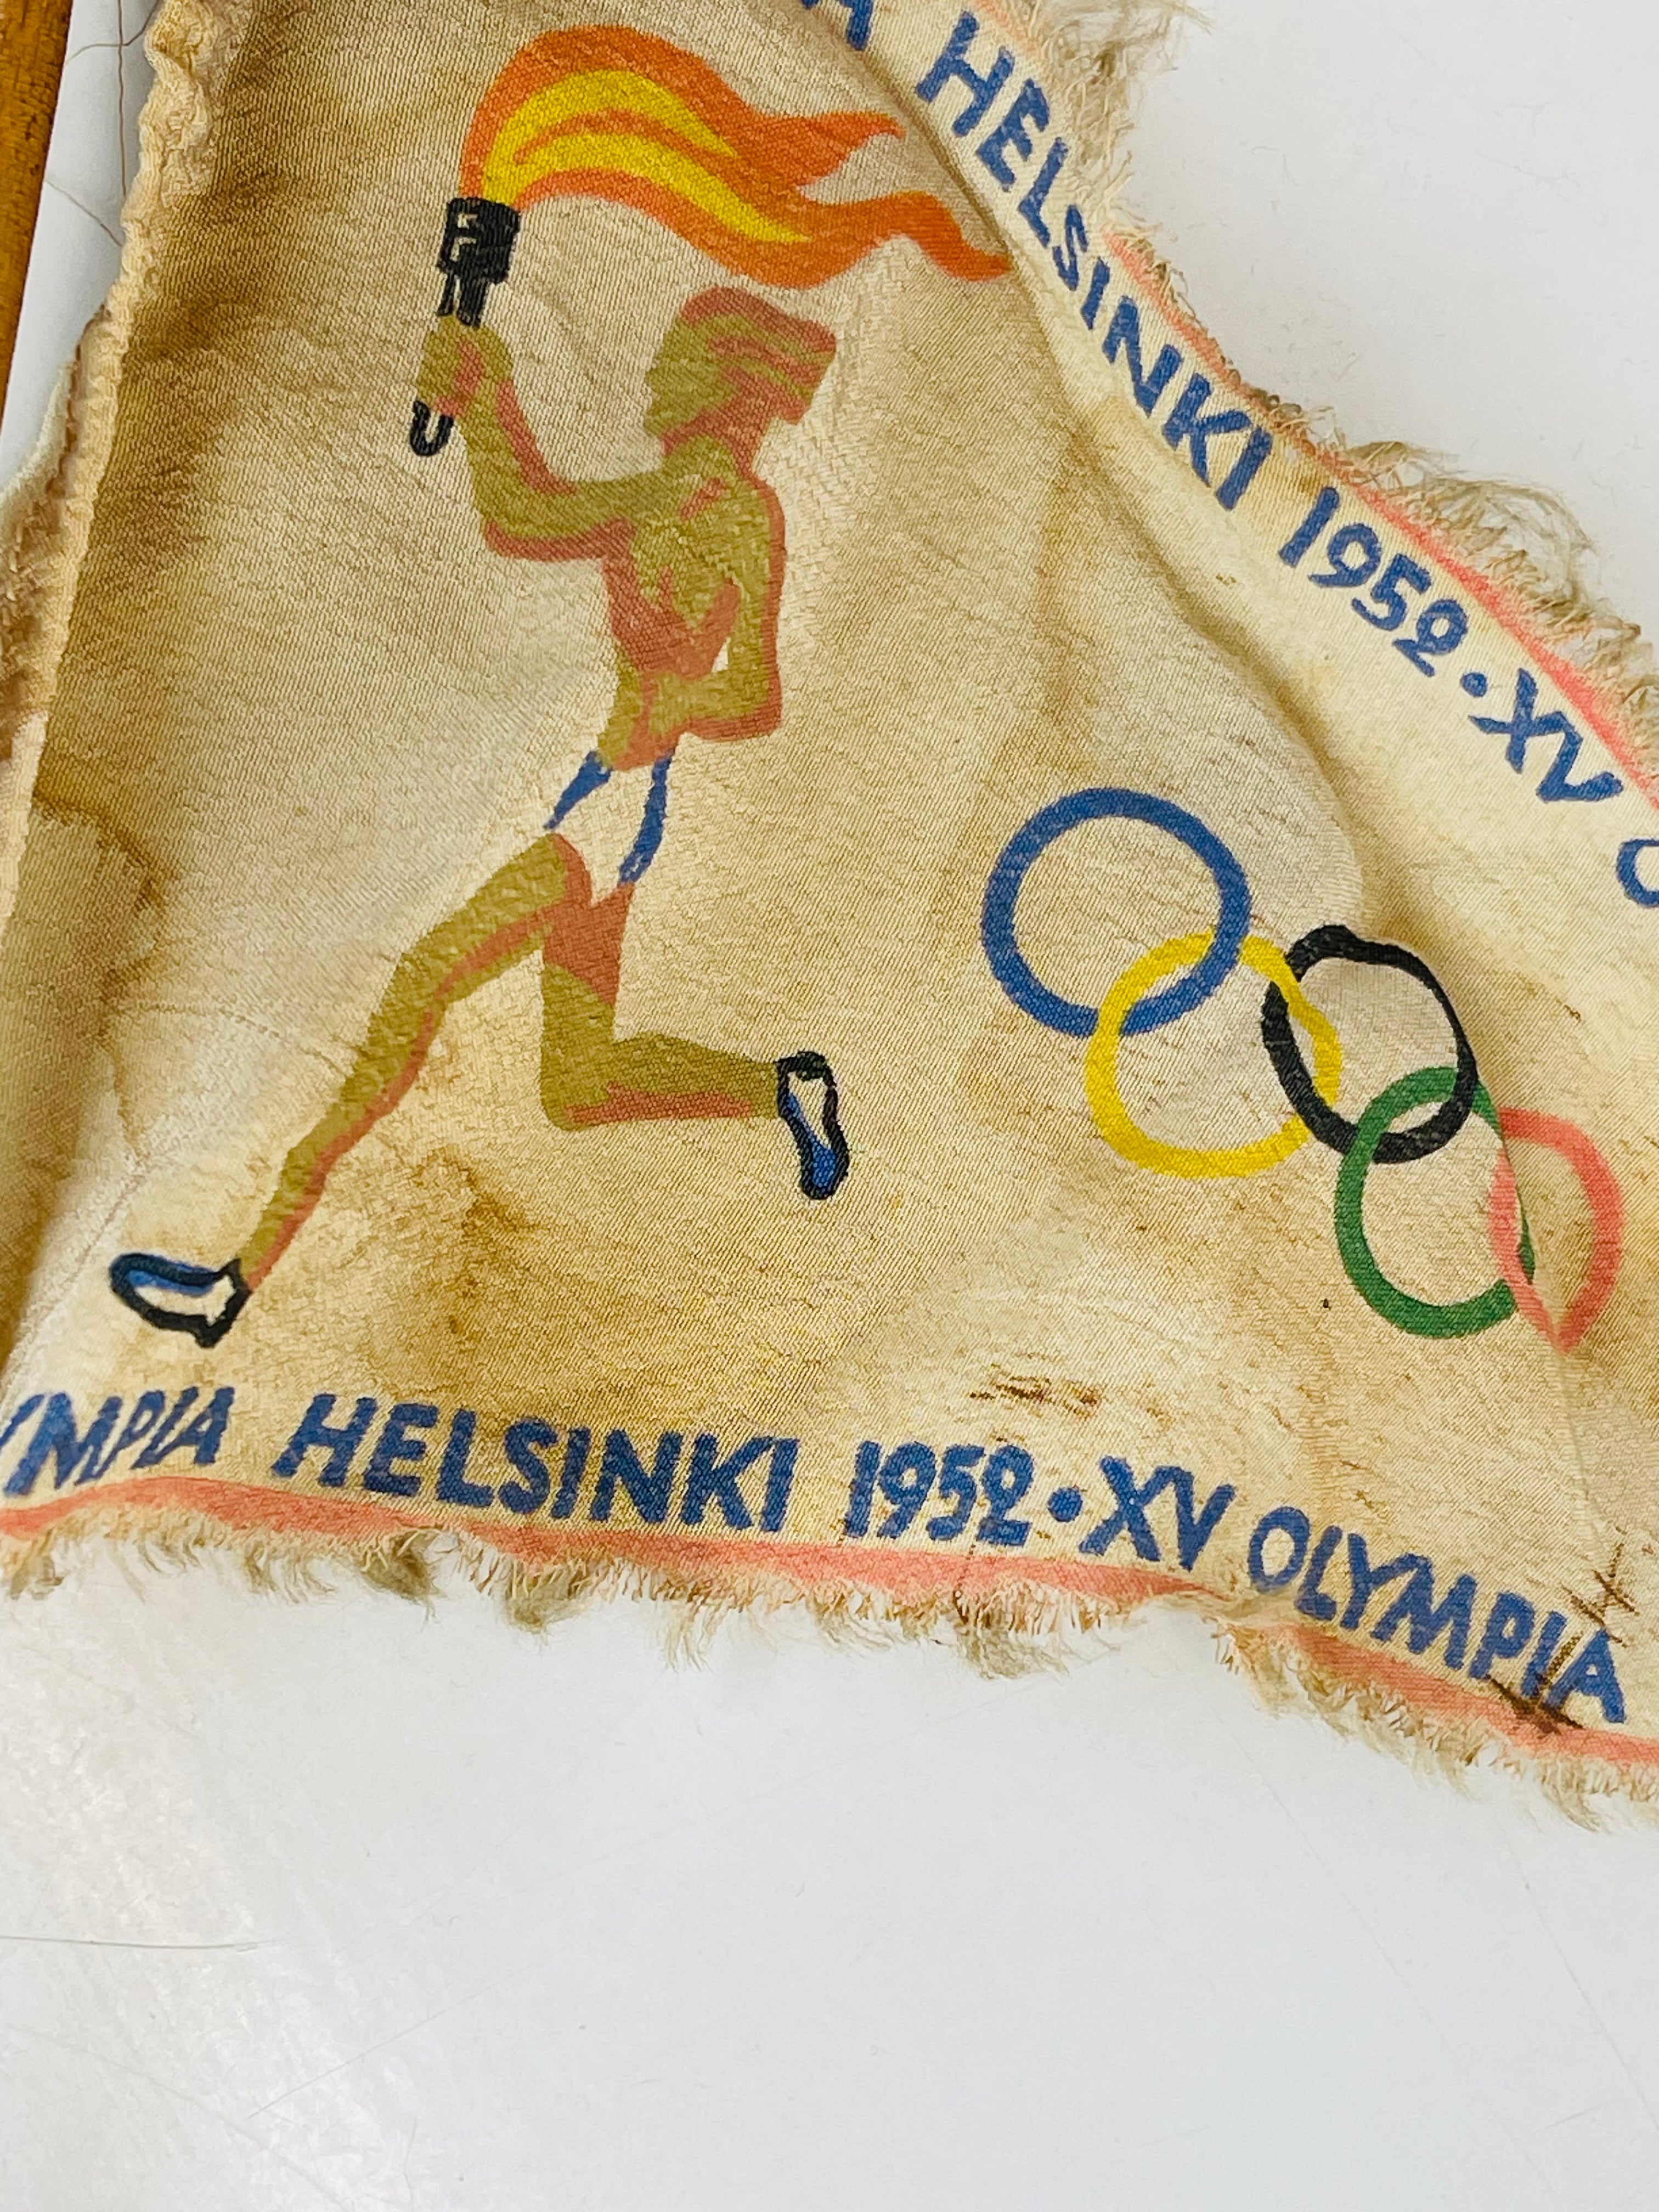 A HELSINKI 1952 • XV O
YMPIA HELSINKI 1952 • XV OLYMPIA